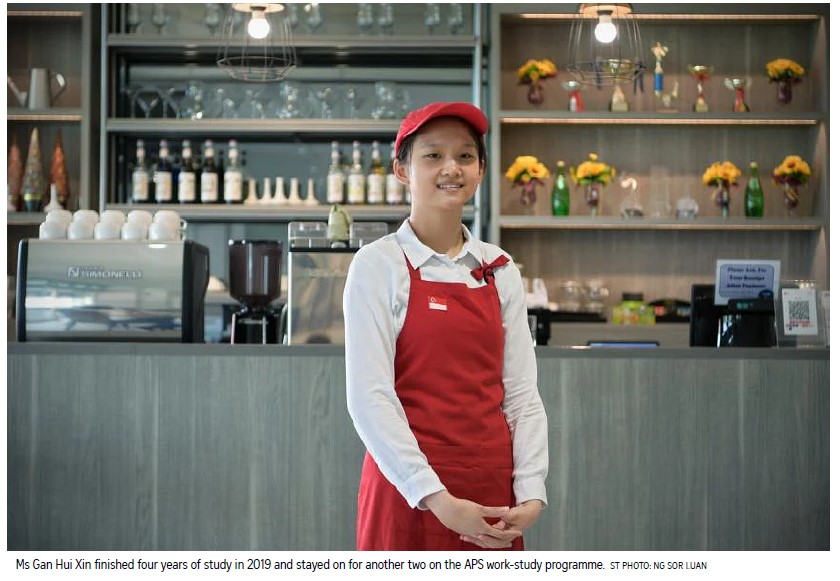 SIMONELLI
Please Ask For
Your Receipt
After Payment
Ms Gan Hui Xin finished four years of study in 2019 and stayed on for another two on the APS work-study programme. ST PHOTO: NG SOR LUAN